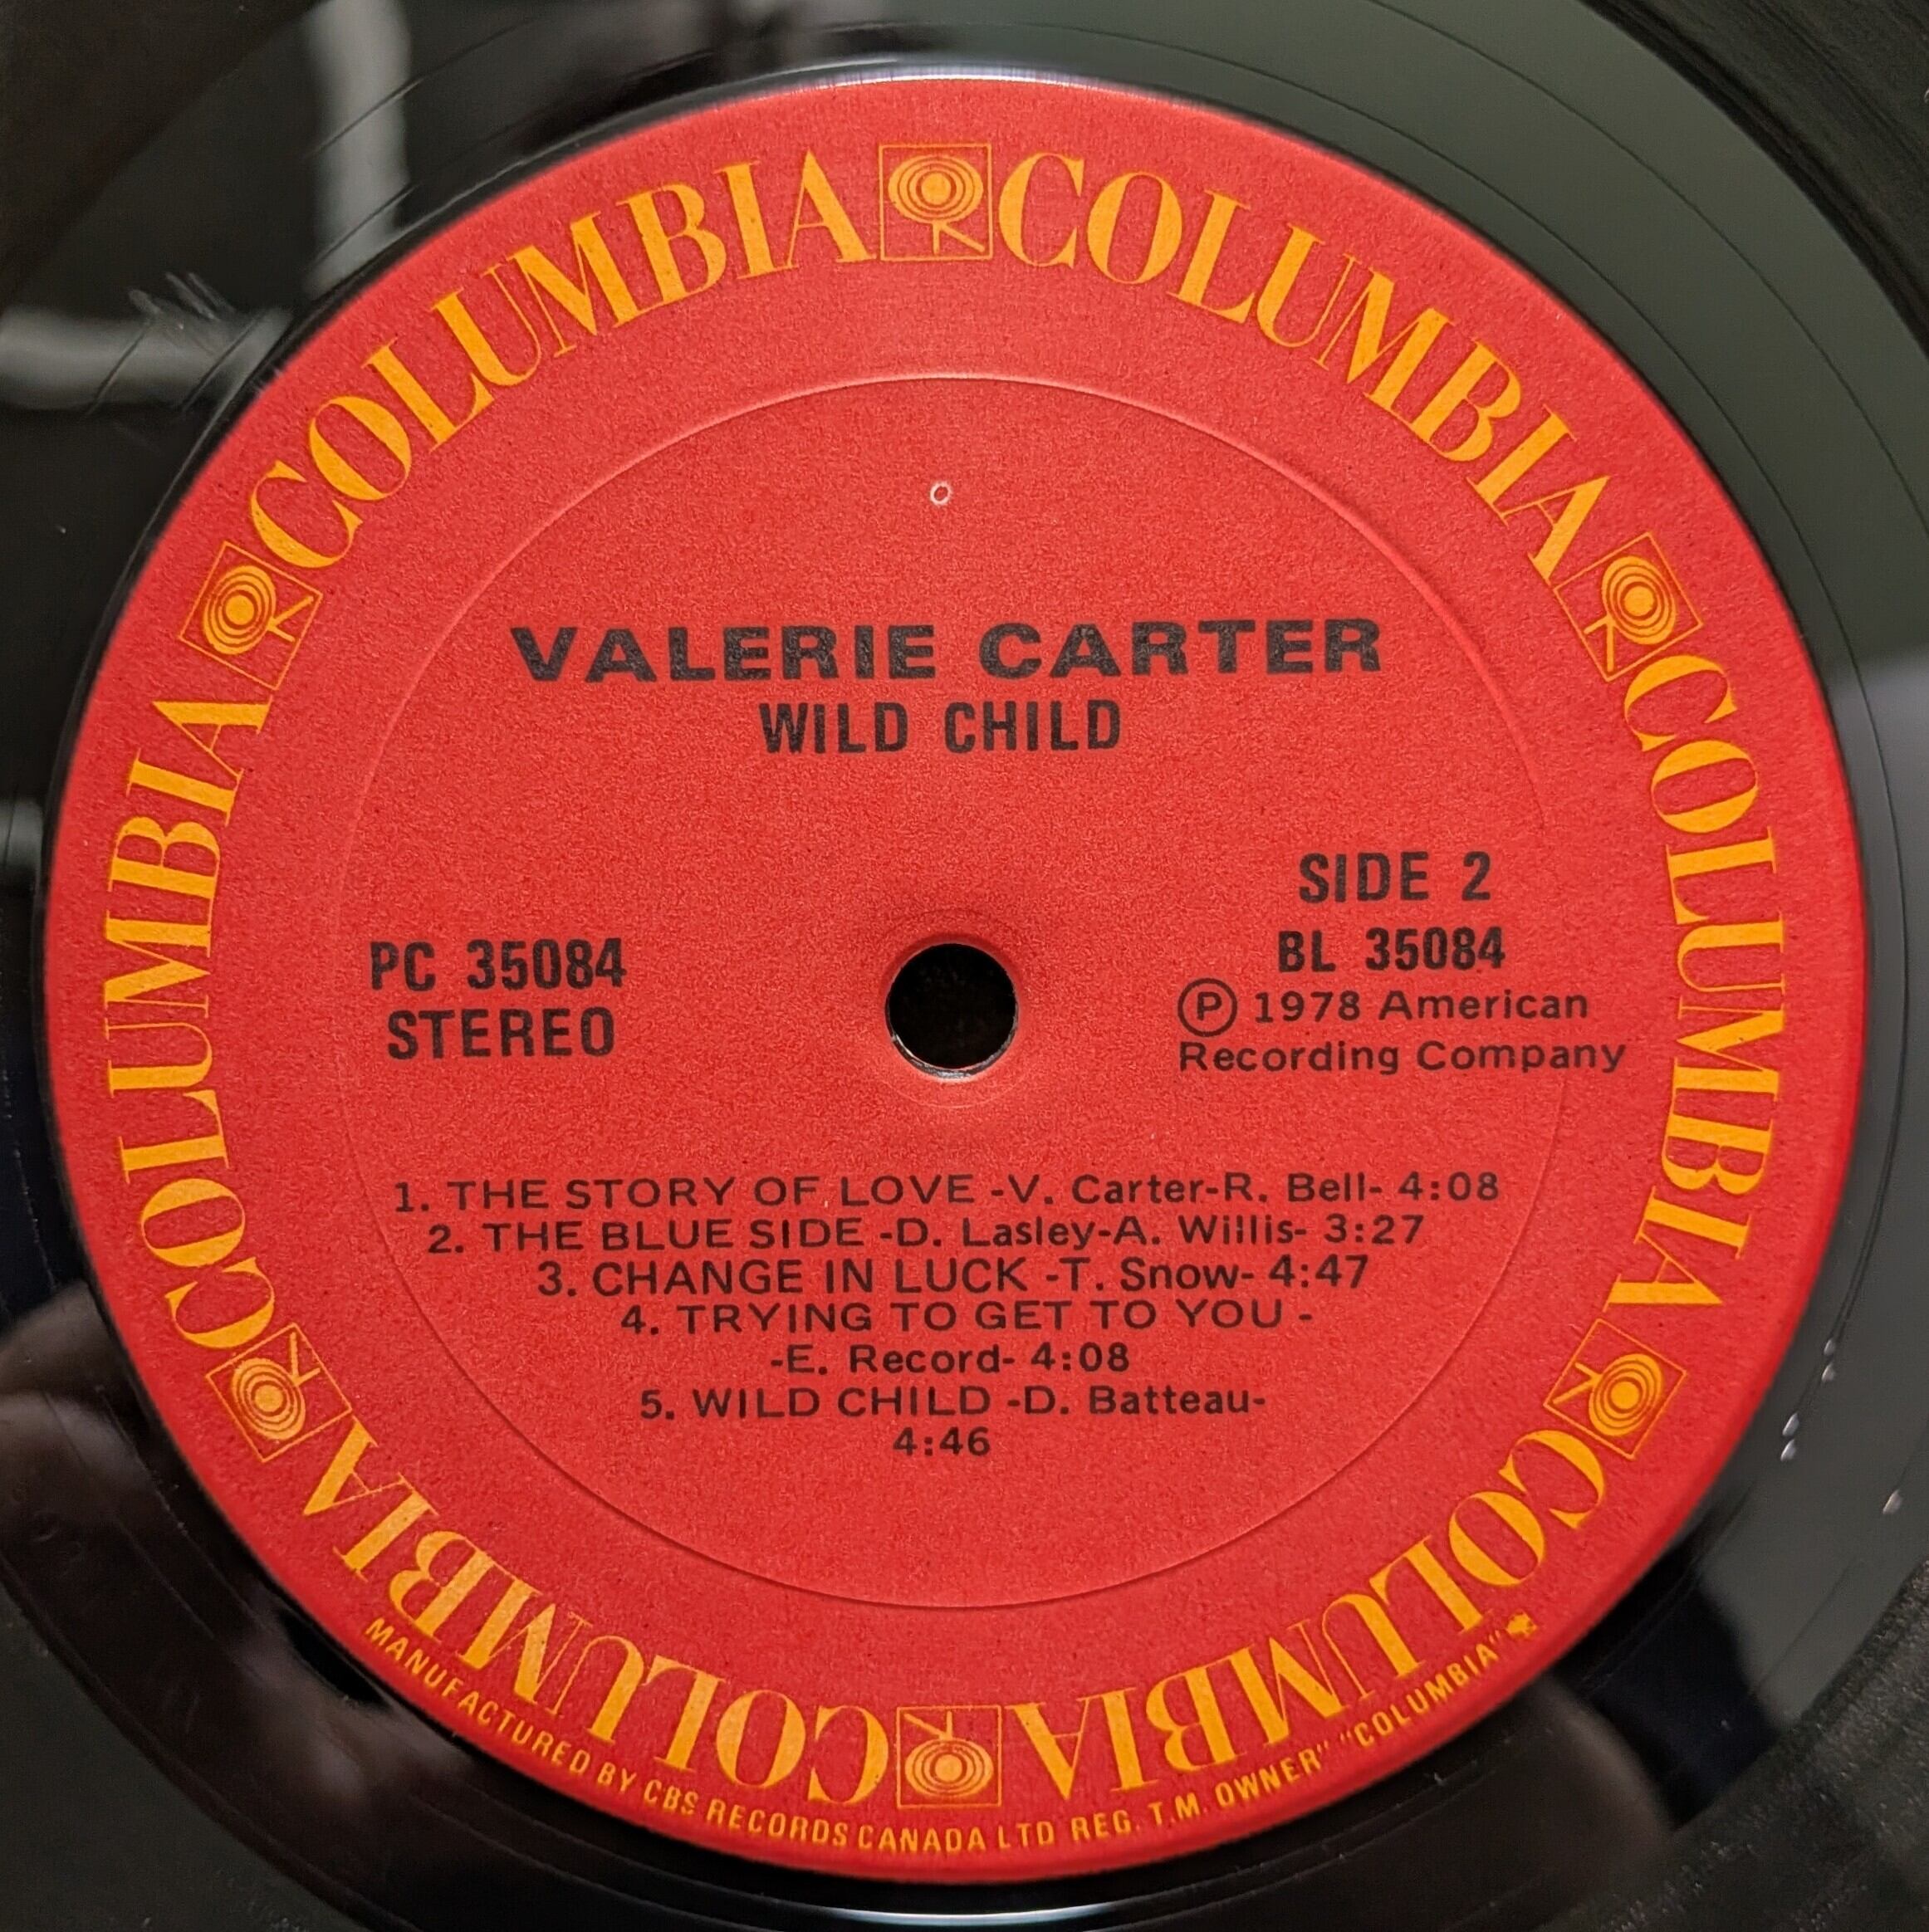 COLUMBIA COLUMBIA COLUMBIA COLUMBIA COLUMBIA COLUMBIA
VALERIE CARTER
WILD CHILD
PC 35084
STEREO
SIDE 2
BL 35084
Ⓟ 1978 American
Recording Company
1. THE STORY OF LOVE -V. Carter-R. Bell- 4:08
2. THE BLUE SIDE -D. Lasley-A. Willis- 3:27
3. CHANGE IN LUCK -T. Snow- 4:47
4. TRYING TO GET TO YOU -
-E. Record- 4:08
5. WILD CHILD -D. Batteau-
4:46
MANUFACTURED BY CBS RECORDS CANADA LTD REG. T.M. OWNER" "COLUMBIA"